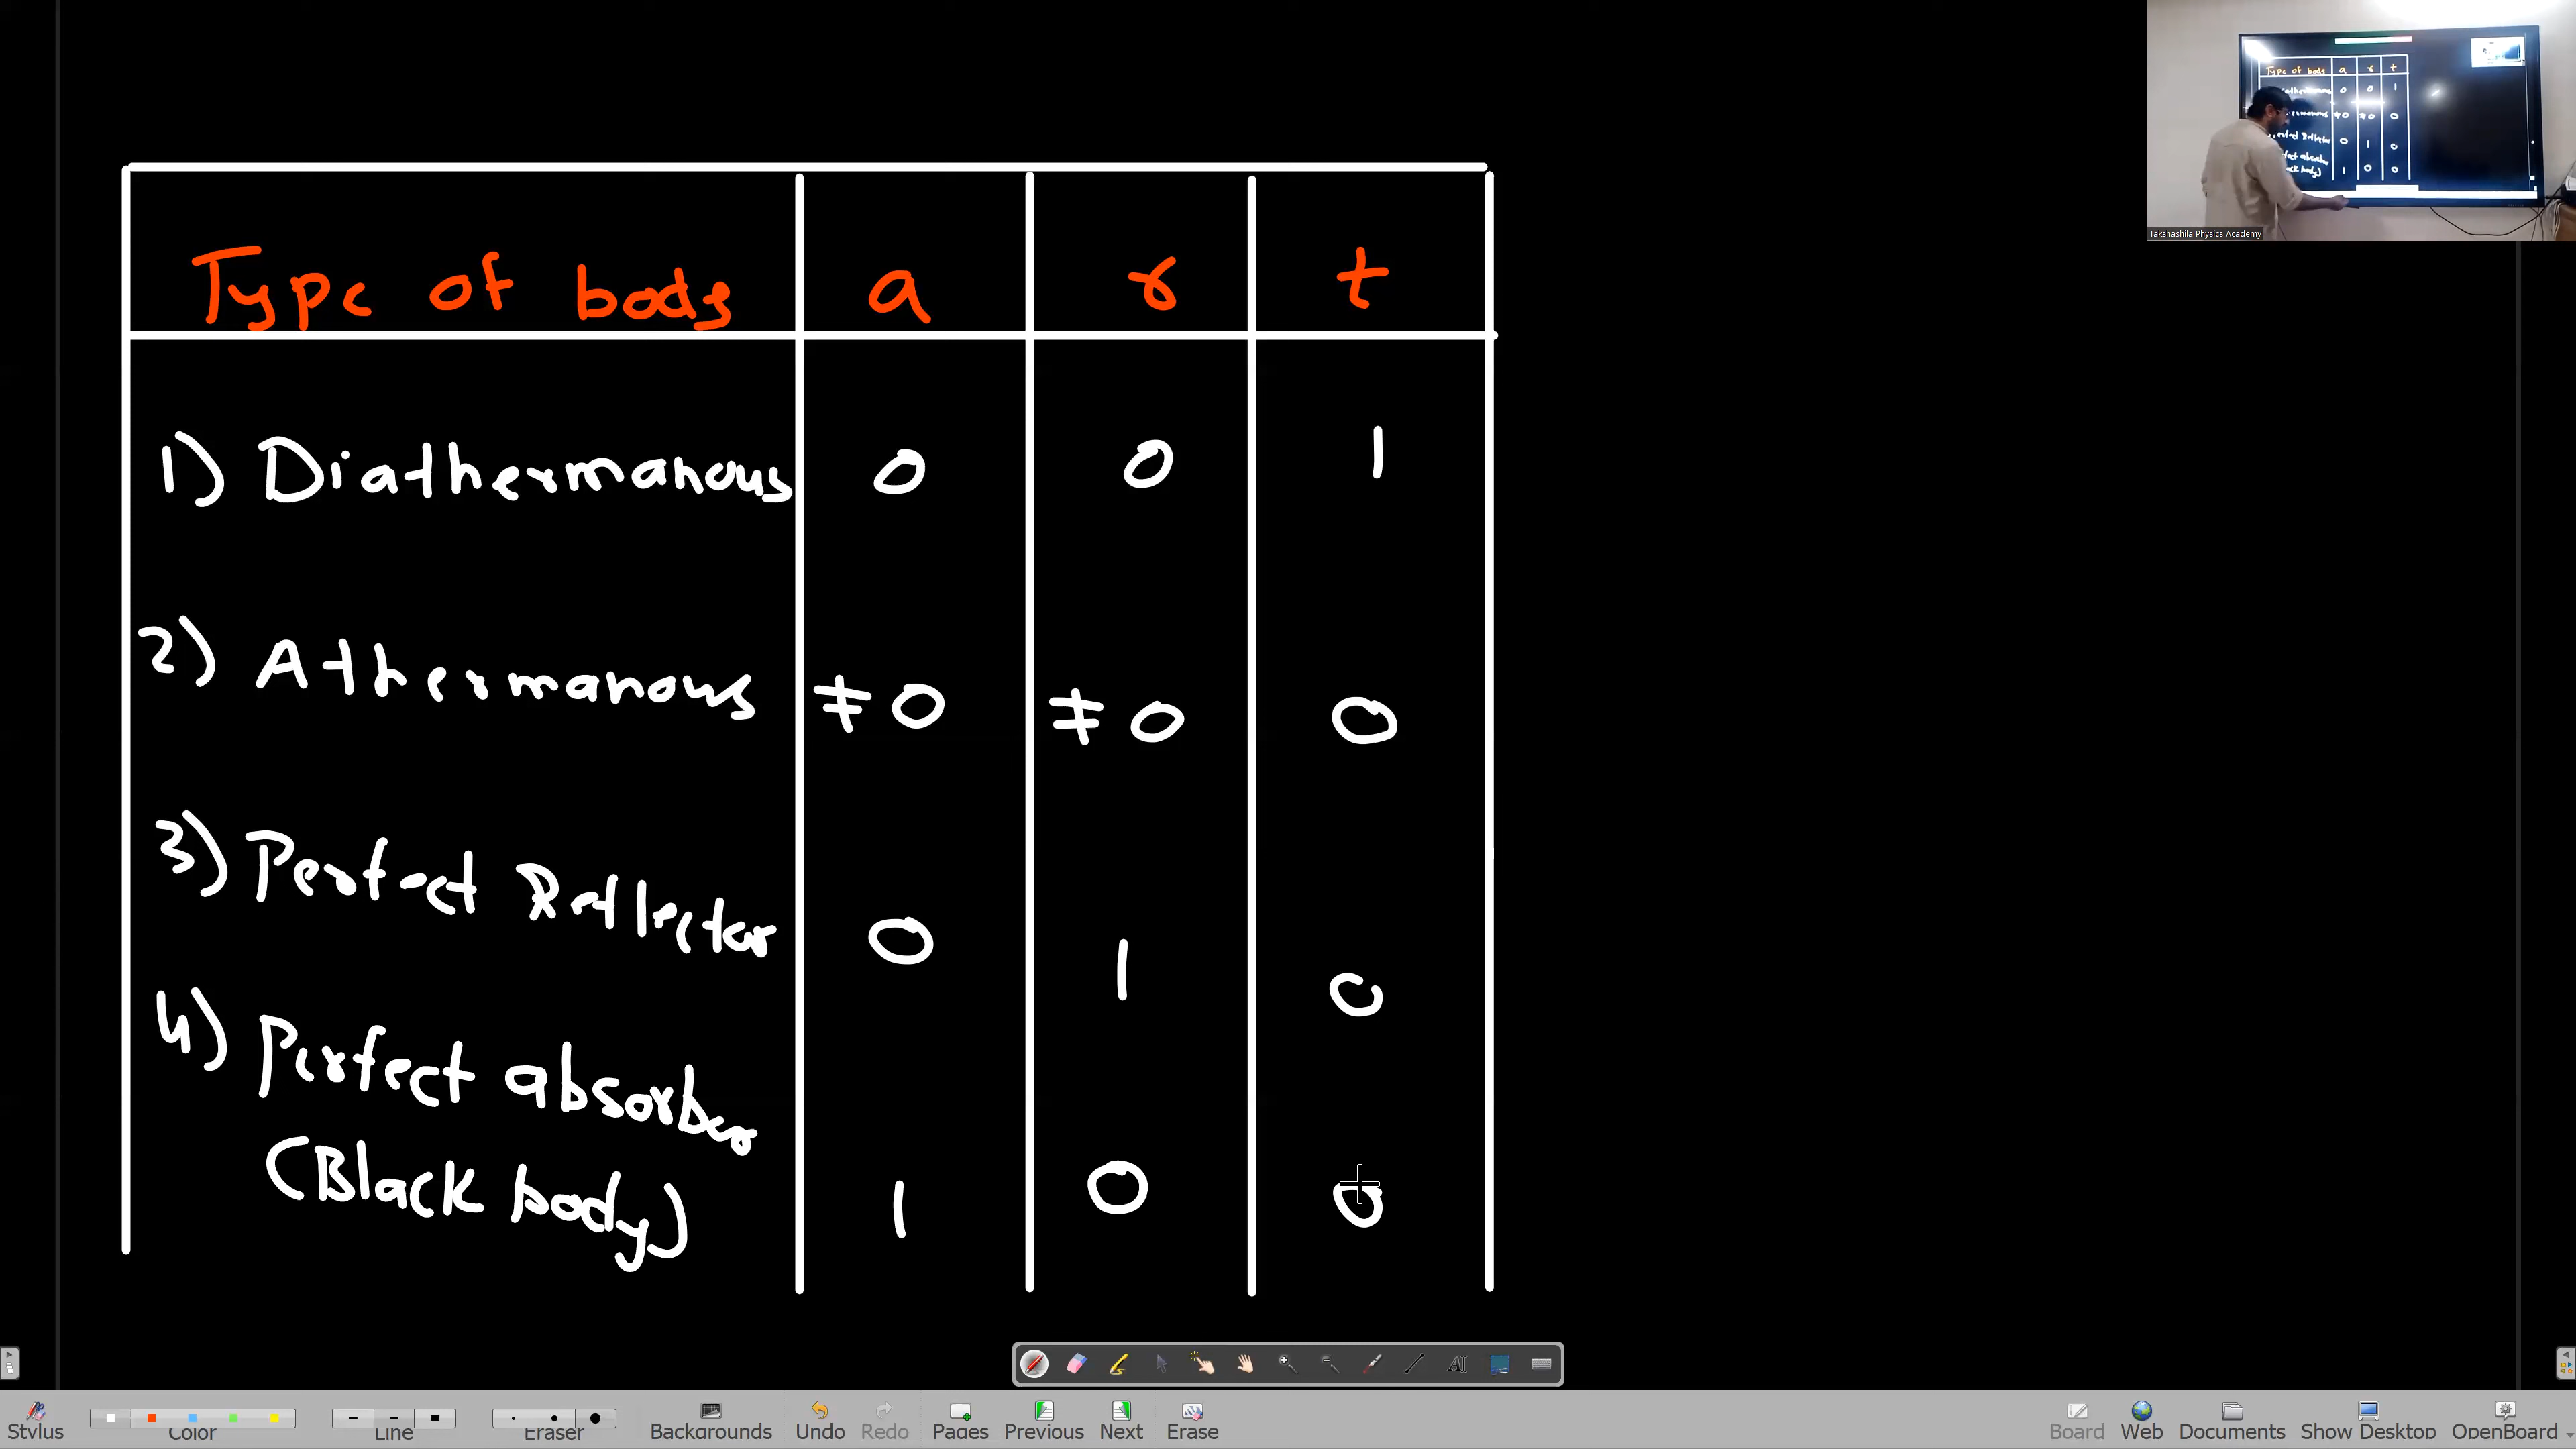 Type of body a r t
1) Diathermanous 0 0 1
2) Athermanous ≠0 ≠0 0
3) Perfect Reflector 0 1 0
4) Perfect absorber
(Black body) 1 0 0
Takshashila Physics Academy
Stylus Color Line Eraser Backgrounds Undo Redo Pages Previous Next Erase Board Web Documents Show Desktop OpenBoard